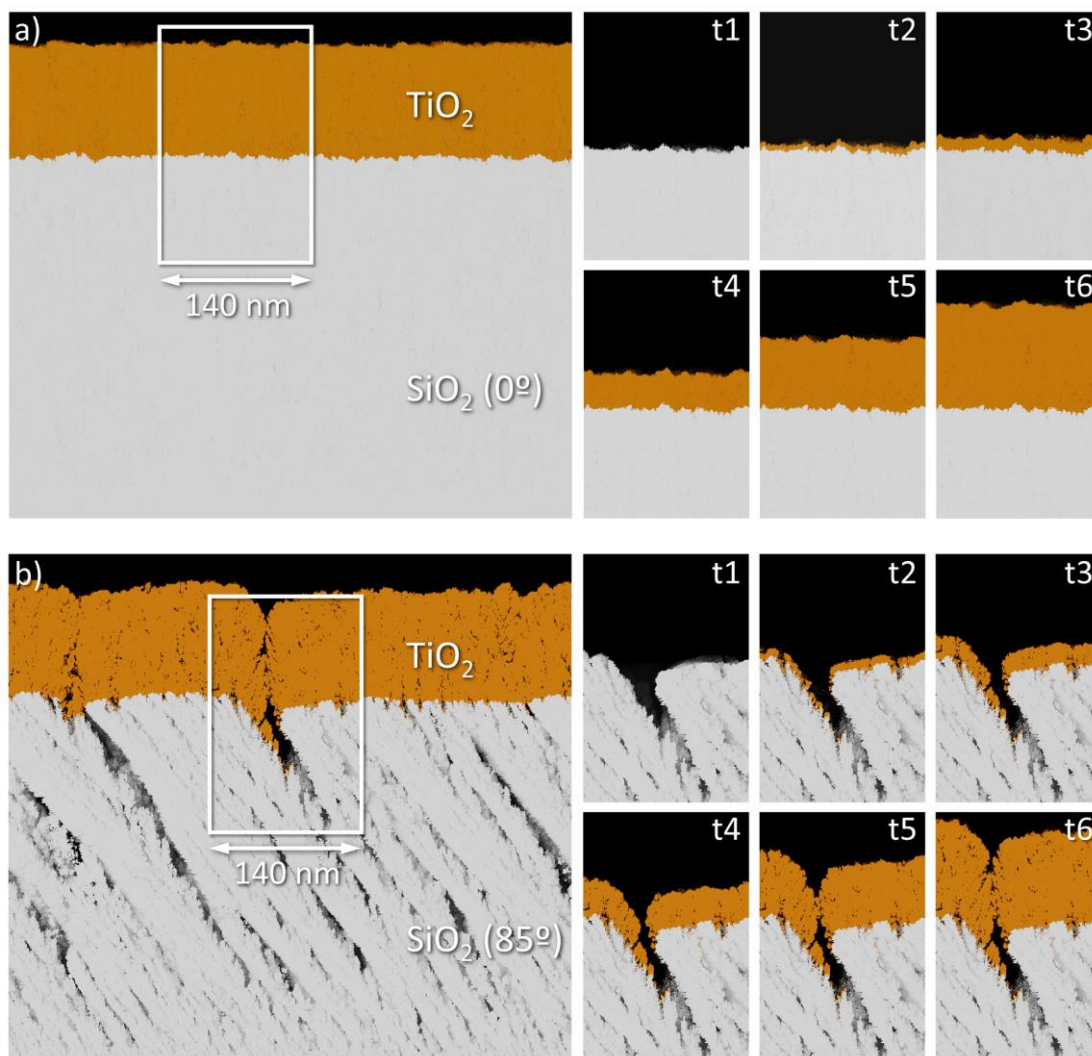 a)
TiO₂
140 nm
SiO₂ (0º)
t1
t2
t3
t4
t5
t6
b)
TiO₂
140 nm
SiO₂ (85º)
t1
t2
t3
t4
t5
t6